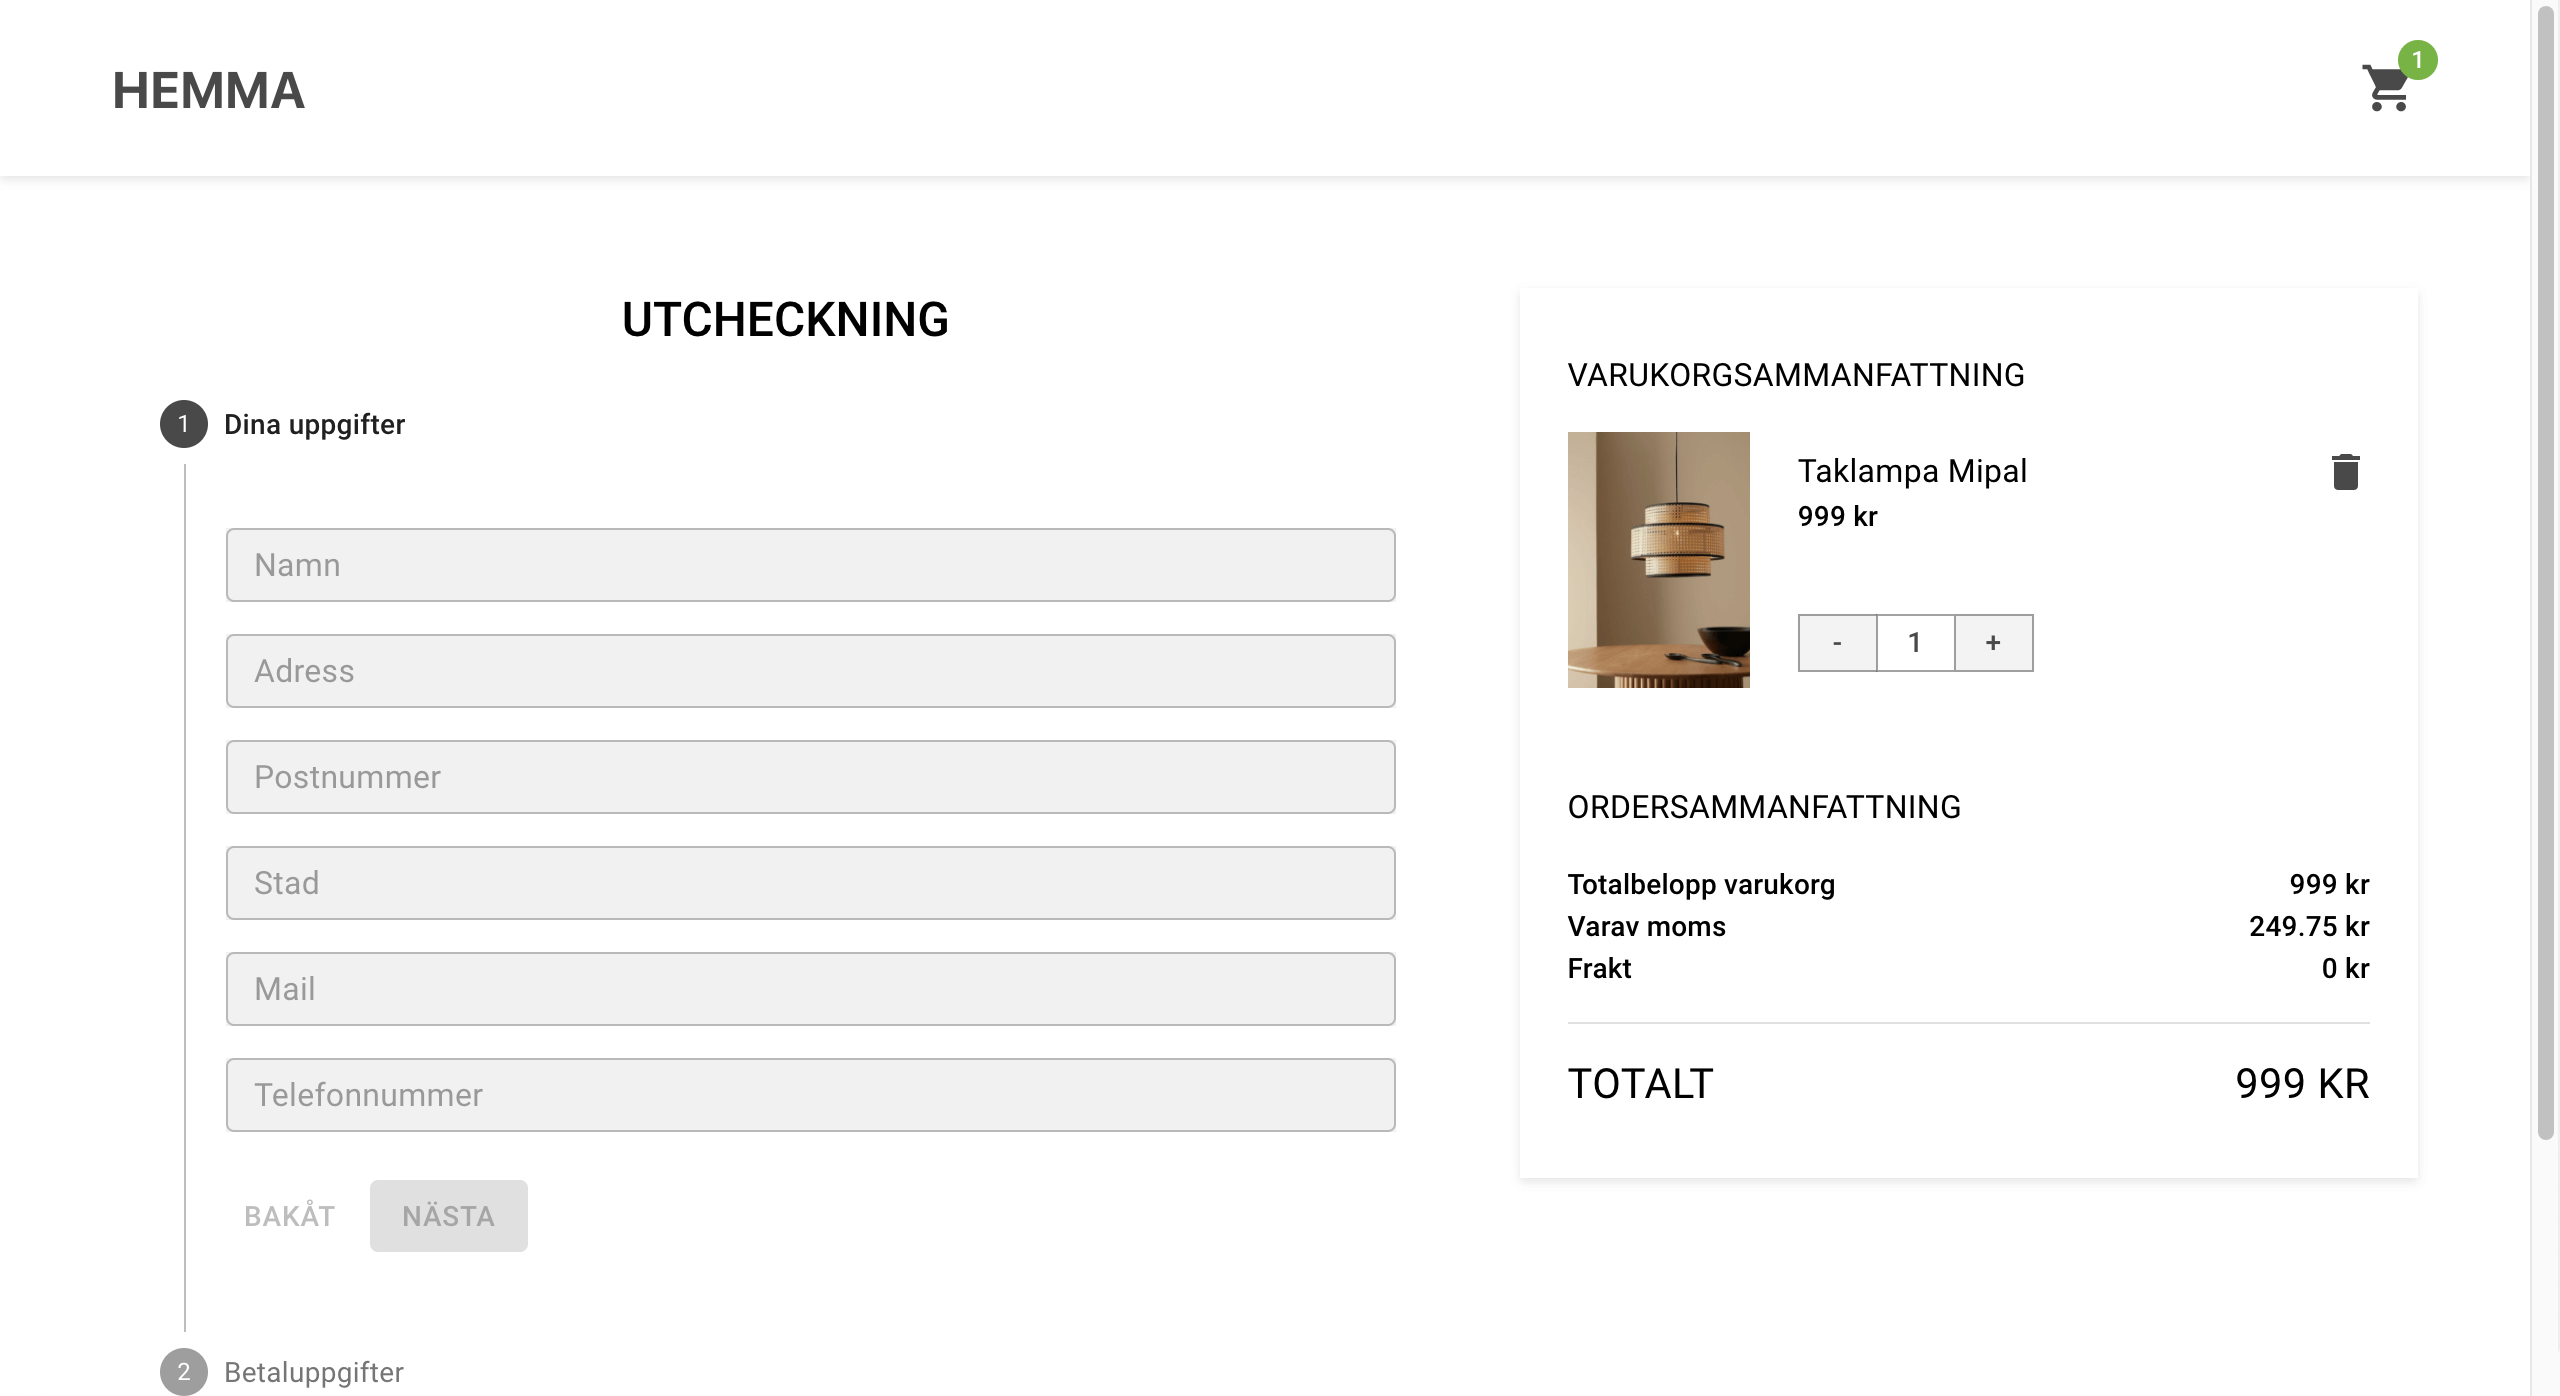 HEMMA
1
UTCHECKNING
1 Dina uppgifter
Namn
Adress
Postnummer
Stad
Mail
Telefonnummer
BAKÅT NÄSTA
2 Betaluppgifter
VARUKORGSAMMANFATTNING
Taklampa Mipal
999 kr
- 1 +
ORDERSAMMANFATTNING
Totalbelopp varukorg 999 kr
Varav moms 249.75 kr
Frakt 0 kr
TOTALT 999 KR